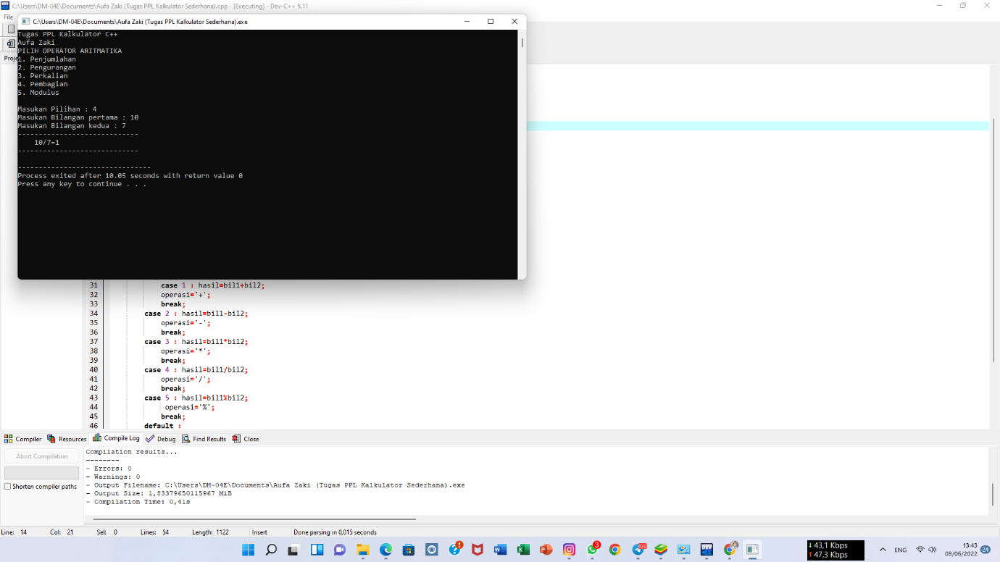 C:\Users\DM-04E\Documents\Aufa Zaki (Tugas PPL Kalkulator Sederhana).cpp - [Executing] - Dev-C++ 5.11
File
C:\Users\DM-04E\Documents\Aufa Zaki (Tugas PPL Kalkulator Sederhana).exe
Tugas PPL Kalkulator C++
Aufa Zaki
PILIH OPERATOR ARITMATIKA
1. Penjumlahan
2. Pengurangan
3. Perkalian
4. Pembagian
5. Modulus
Masukan Pilihan : 4
Masukan Bilangan pertama : 10
Masukan Bilangan kedua : 7
-----------------------------
10/7=1
-----------------------------
--------------------------------
Process exited after 10.05 seconds with return value 0
Press any key to continue . . .
Proje
31 case 1 : hasil=bil1+bil2;
32 operasi='+';
33 break;
34 case 2 : hasil=bil1-bil2;
35 operasi='-';
36 break;
37 case 3 : hasil=bil1*bil2;
38 operasi='*';
39 break;
40 case 4 : hasil=bil1/bil2;
41 operasi='/';
42 break;
43 case 5 : hasil=bil1%bil2;
44 operasi='%';
45 break;
46 default :
Compiler Resources Compile Log Debug Find Results Close
Abort Compilation
Shorten compiler paths
Compilation results...
--------
- Errors: 0
- Warnings: 0
- Output Filename: C:\Users\DM-04E\Documents\Aufa Zaki (Tugas PPL Kalkulator Sederhana).exe
- Output Size: 1,83379650115967 MiB
- Compilation Time: 0,41s
Line: 14 Col: 21 Sel: 0 Lines: 54 Length: 1122 Insert Done parsing in 0,015 seconds
43,1 Kbps
47,3 Kbps
ENG
13:43
09/06/2022
24